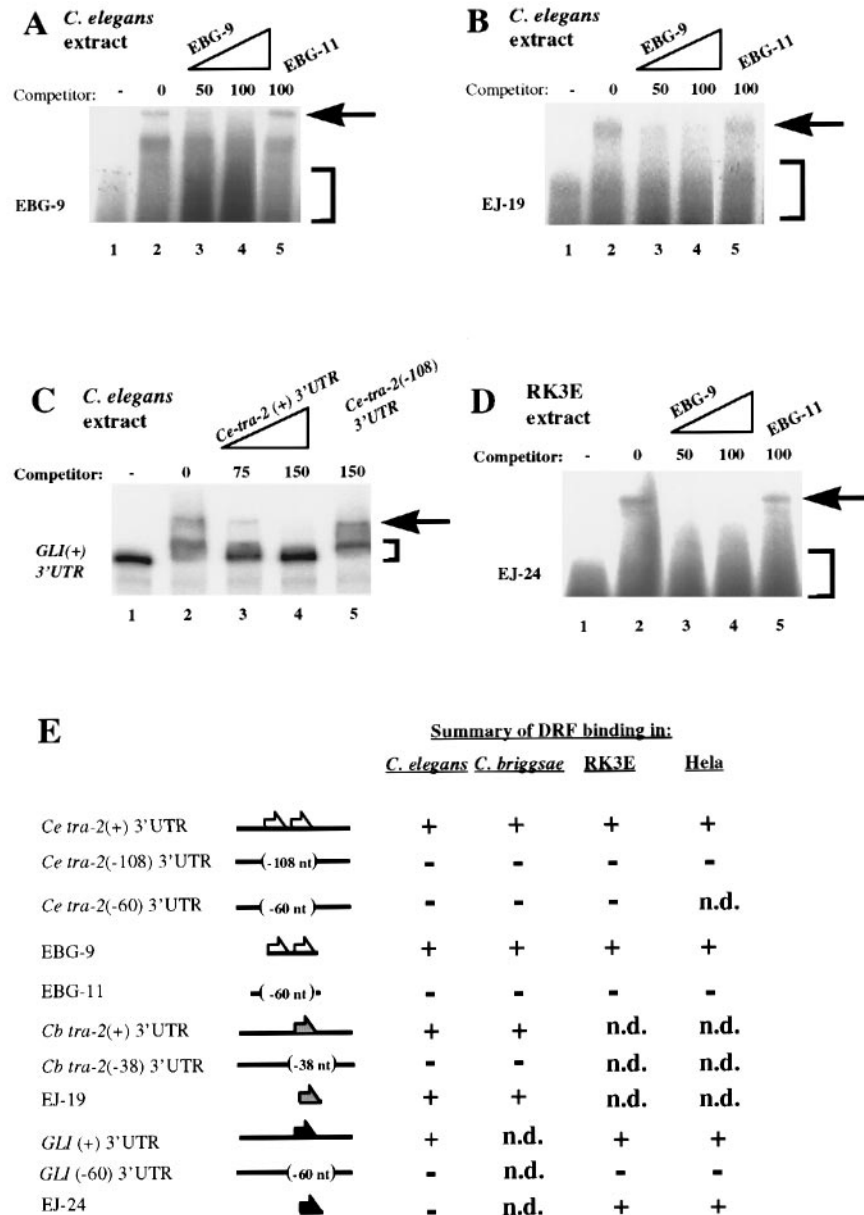 A C. elegans extract
EBG-9
EBG-11
Competitor: - 0 50 100 100
EBG-9
1 2 3 4 5
B C. elegans extract
EBG-9
EBG-11
Competitor: - 0 50 100 100
EJ-19
1 2 3 4 5
C C. elegans extract
Ce-tra-2 (+) 3'UTR
Ce-tra-2(-108) 3'UTR
Competitor: - 0 75 150 150
GLI(+) 3'UTR
1 2 3 4 5
D RK3E extract
EBG-9
EBG-11
Competitor: - 0 50 100 100
EJ-24
1 2 3 4 5
E
Summary of DRF binding in:
C. elegans C. briggsae RK3E Hela
Ce tra-2(+) 3'UTR + + + +
Ce tra-2(-108) 3'UTR (-108 nt) - - - -
Ce tra-2(-60) 3'UTR (-60 nt) - - - n.d.
EBG-9 + + + +
EBG-11 (-60 nt) - - - -
Cb tra-2(+) 3'UTR + + n.d. n.d.
Cb tra-2(-38) 3'UTR (-38 nt) - - n.d. n.d.
EJ-19 + + n.d. n.d.
GLI (+) 3'UTR + n.d. + +
GLI (-60) 3'UTR (-60 nt) - n.d. - -
EJ-24 - n.d. + +